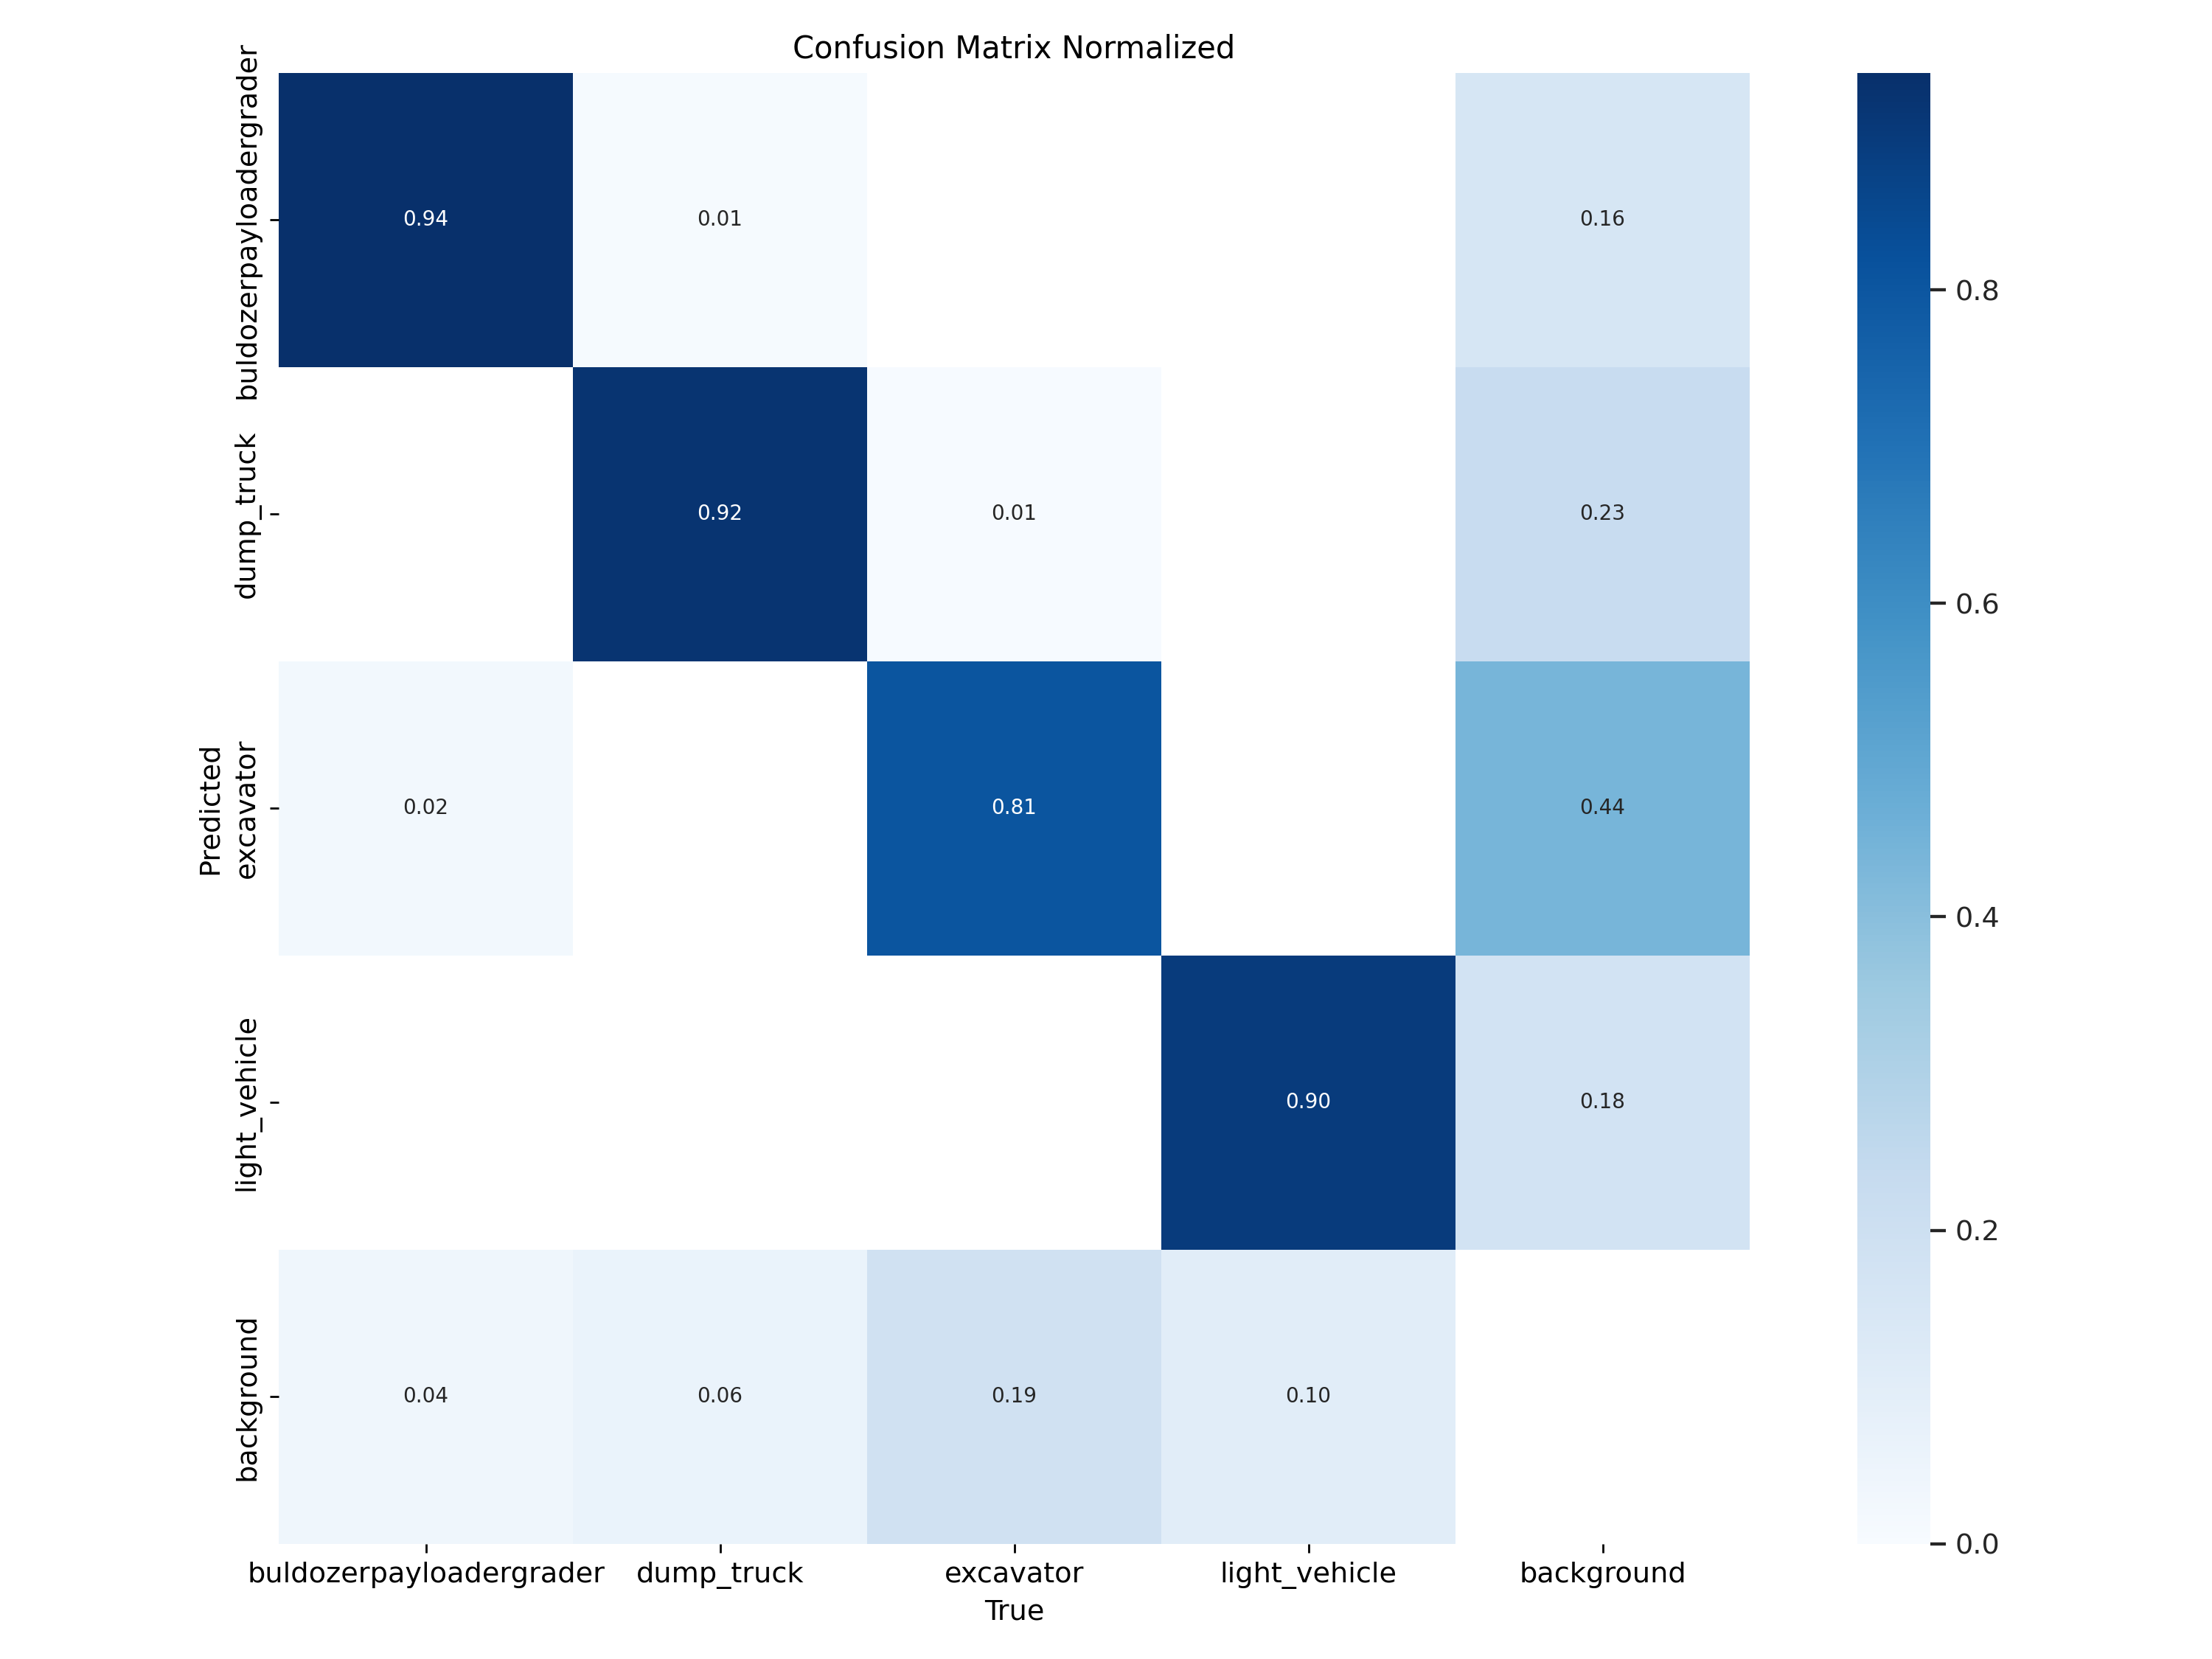 Confusion Matrix Normalized
buldozerpayloadergrader
0.94
0.01
0.16
0.8
dump_truck
0.92
0.01
0.23
0.6
Predicted
excavator
0.02
0.81
0.44
0.4
light_vehicle
0.90
0.18
0.2
background
0.04
0.06
0.19
0.10
0.0
buldozerpayloadergrader
dump_truck
excavator
light_vehicle
background
True